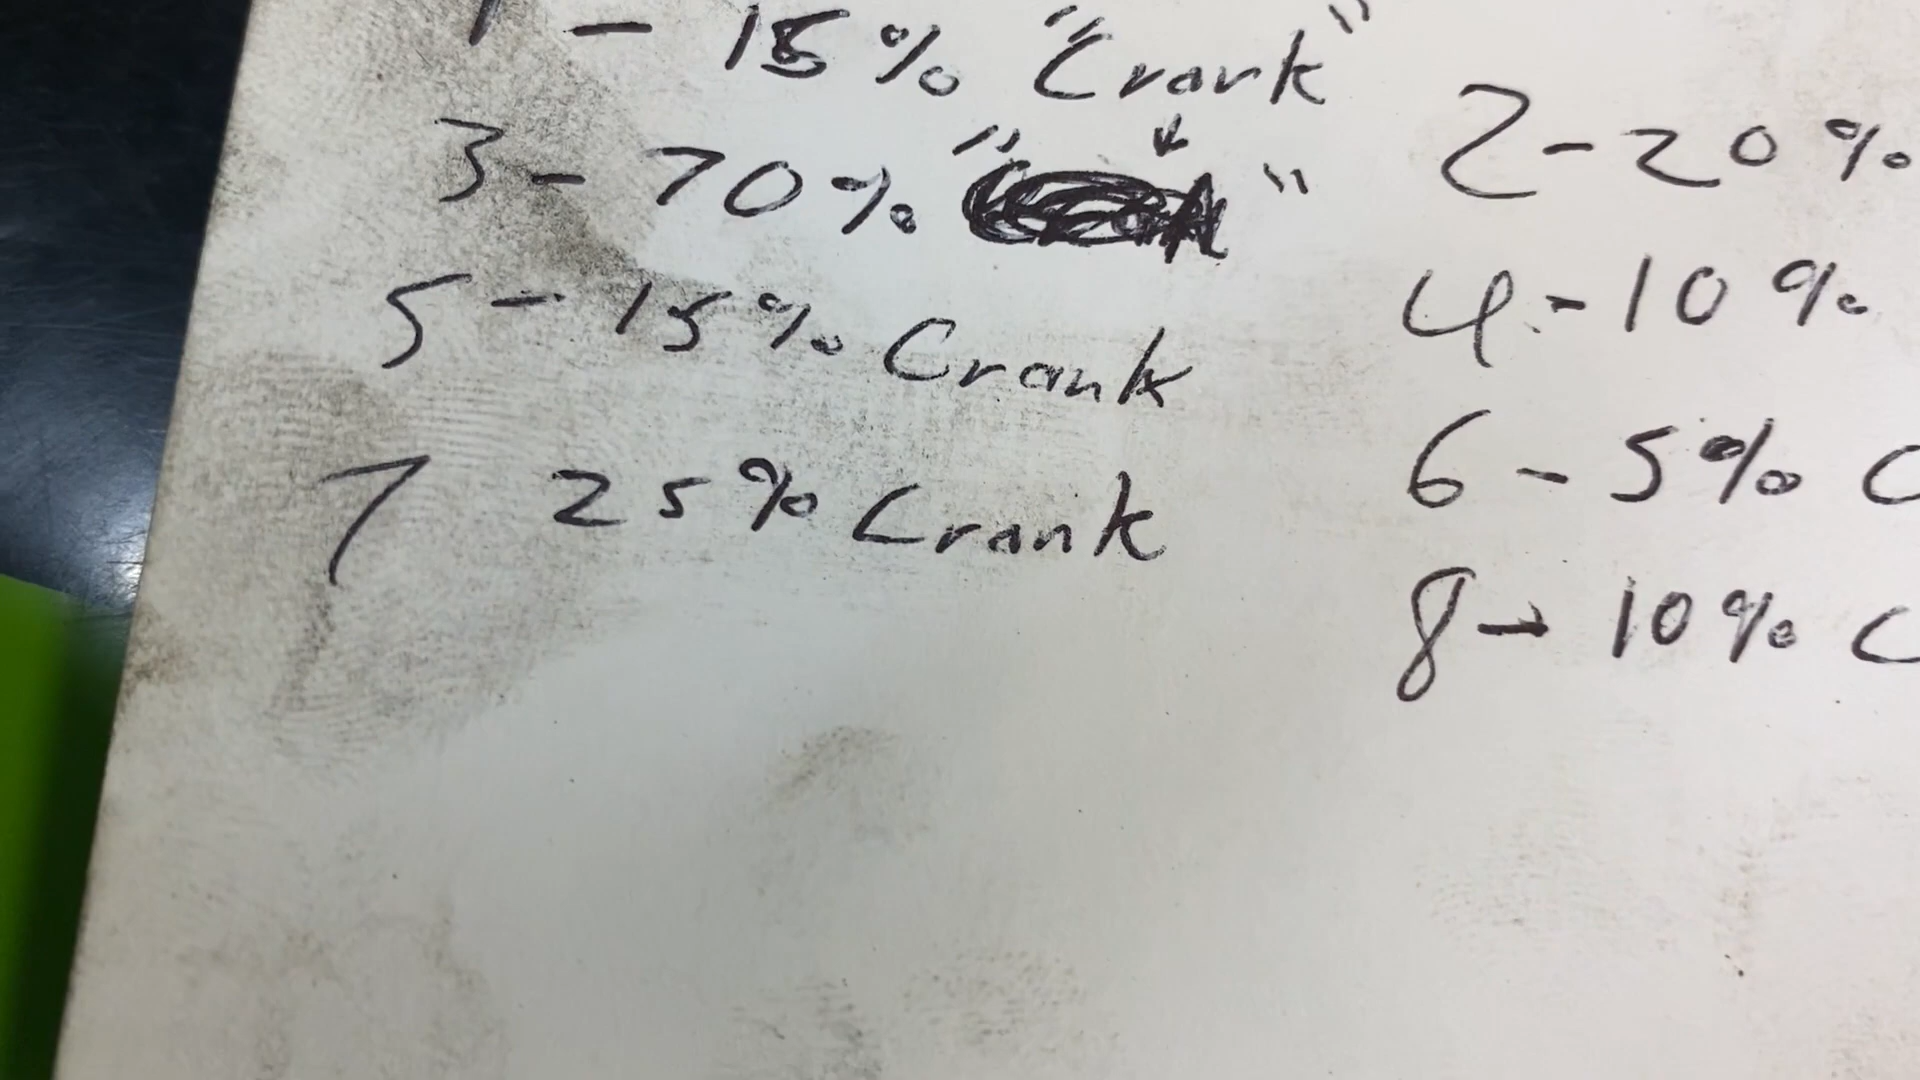 1 - 15% "Crank"
3 - 70% " "
5 - 15% Crank
7 25% Crank
2 - 20%
4 - 10%
6 - 5% C
8 - 10% C